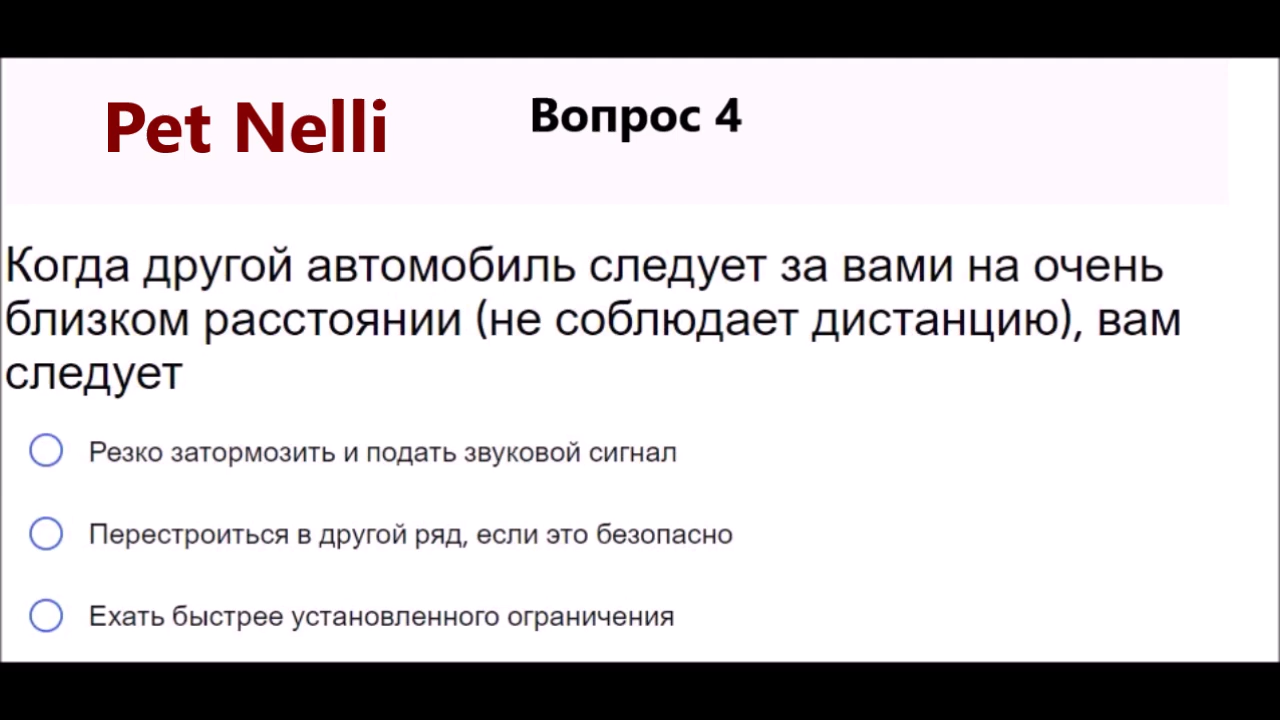 Pet Nelli
Вопрос 4
Когда другой автомобиль следует за вами на очень
близком расстоянии (не соблюдает дистанцию), вам
следует
Резко затормозить и подать звуковой сигнал
Перестроиться в другой ряд, если это безопасно
Ехать быстрее установленного ограничения